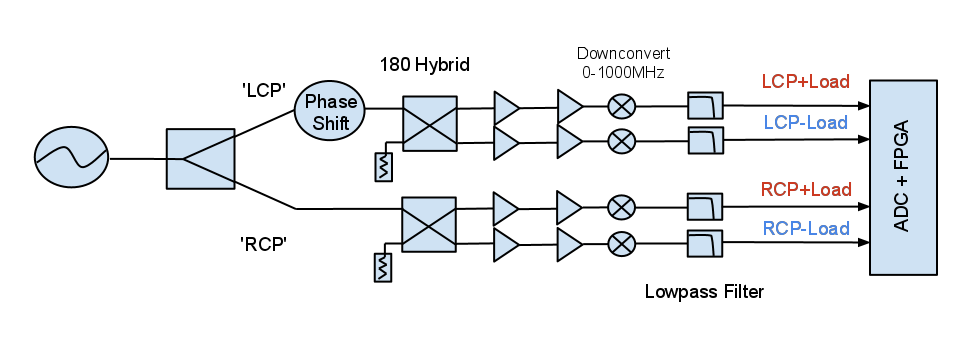 Downconvert
0-1000MHz
180 Hybrid
'LCP'
Phase
Shift
LCP+Load
LCP-Load
RCP+Load
RCP-Load
'RCP'
ADC + FPGA
Lowpass Filter